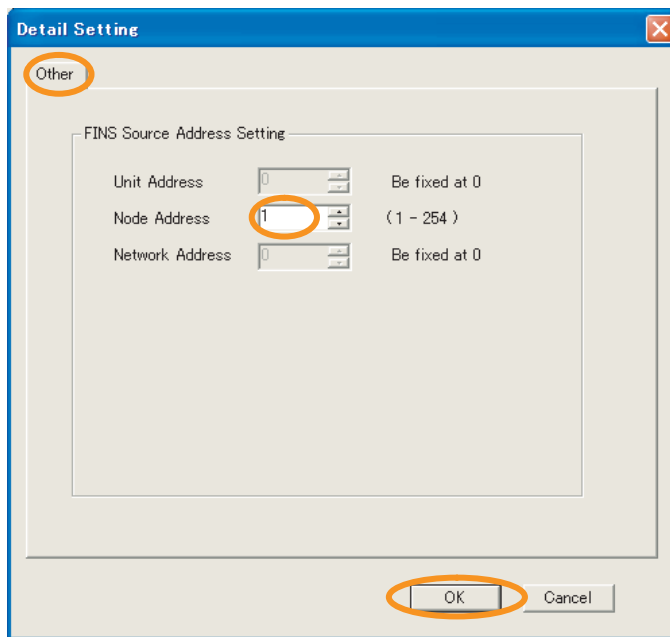 Detail Setting
Other
FINS Source Address Setting
Unit Address 0 Be fixed at 0
Node Address 1 (1 - 254 )
Network Address 0 Be fixed at 0
OK Cancel